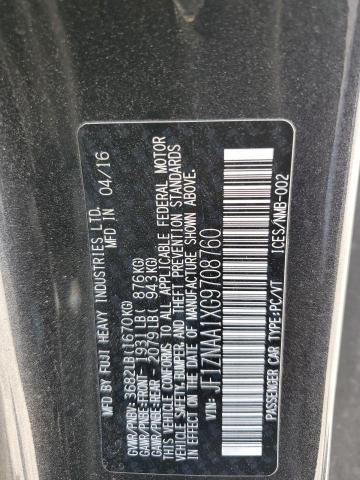 MFD BY FUJI HEAVY INDUSTRIES LTD.
MFD IN 04/16
GVWR/PNBV: 3682LB(1670KG)
GAWR/PNBE-FRONT 1931LB( 876KG)
GAWR/PNBE-REAR 2079LB( 943KG)
THIS VEHICLE CONFORMS TO ALL APPLICABLE FEDERAL MOTOR
VEHICLE SAFETY,BUMPER, AND THEFT PREVENTION STANDARDS
IN EFFECT ON THE DATE OF MANUFACTURE SHOWN ABOVE.
VIN: JF1ZNAA1XG9708760
PASSENGER CAR/VOITURE DE TOURISME TYPE:PC/VT
ICES/NMB-002